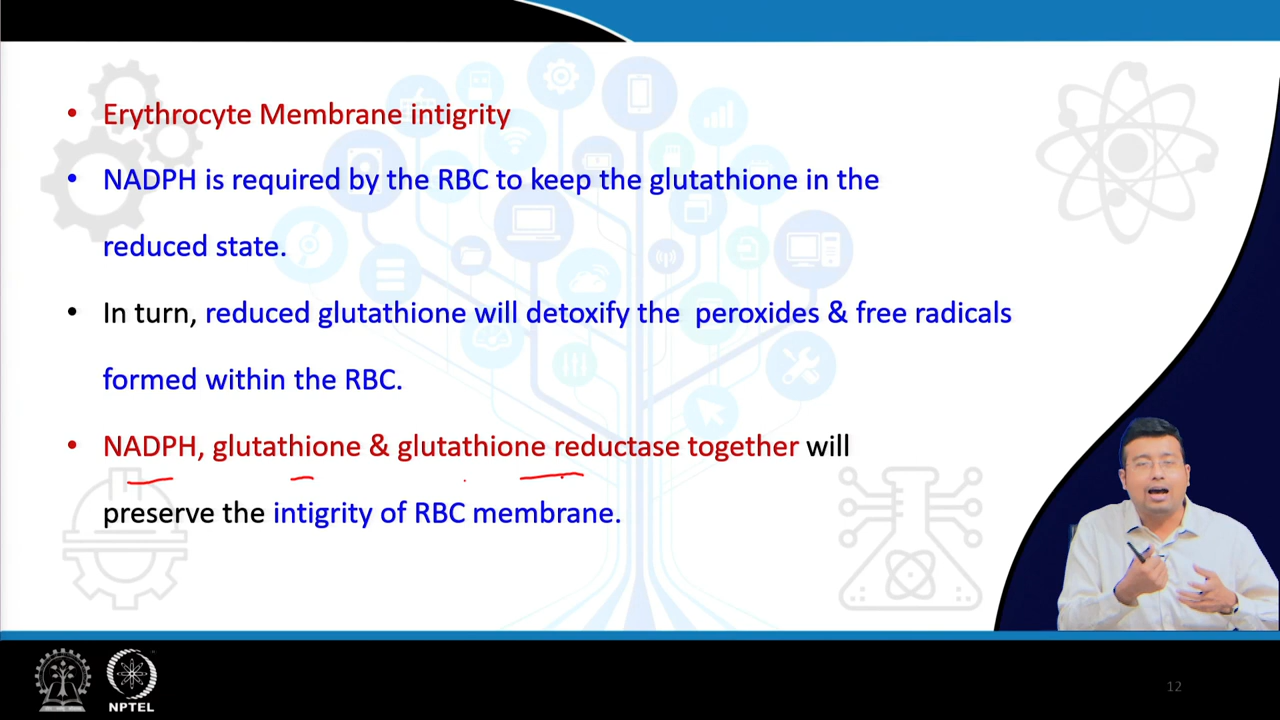 • Erythrocyte Membrane intigrity
• NADPH is required by the RBC to keep the glutathione in the
reduced state.
• In turn, reduced glutathione will detoxify the peroxides & free radicals
formed within the RBC.
• NADPH, glutathione & glutathione reductase together will
preserve the intigrity of RBC membrane.
NPTEL
12